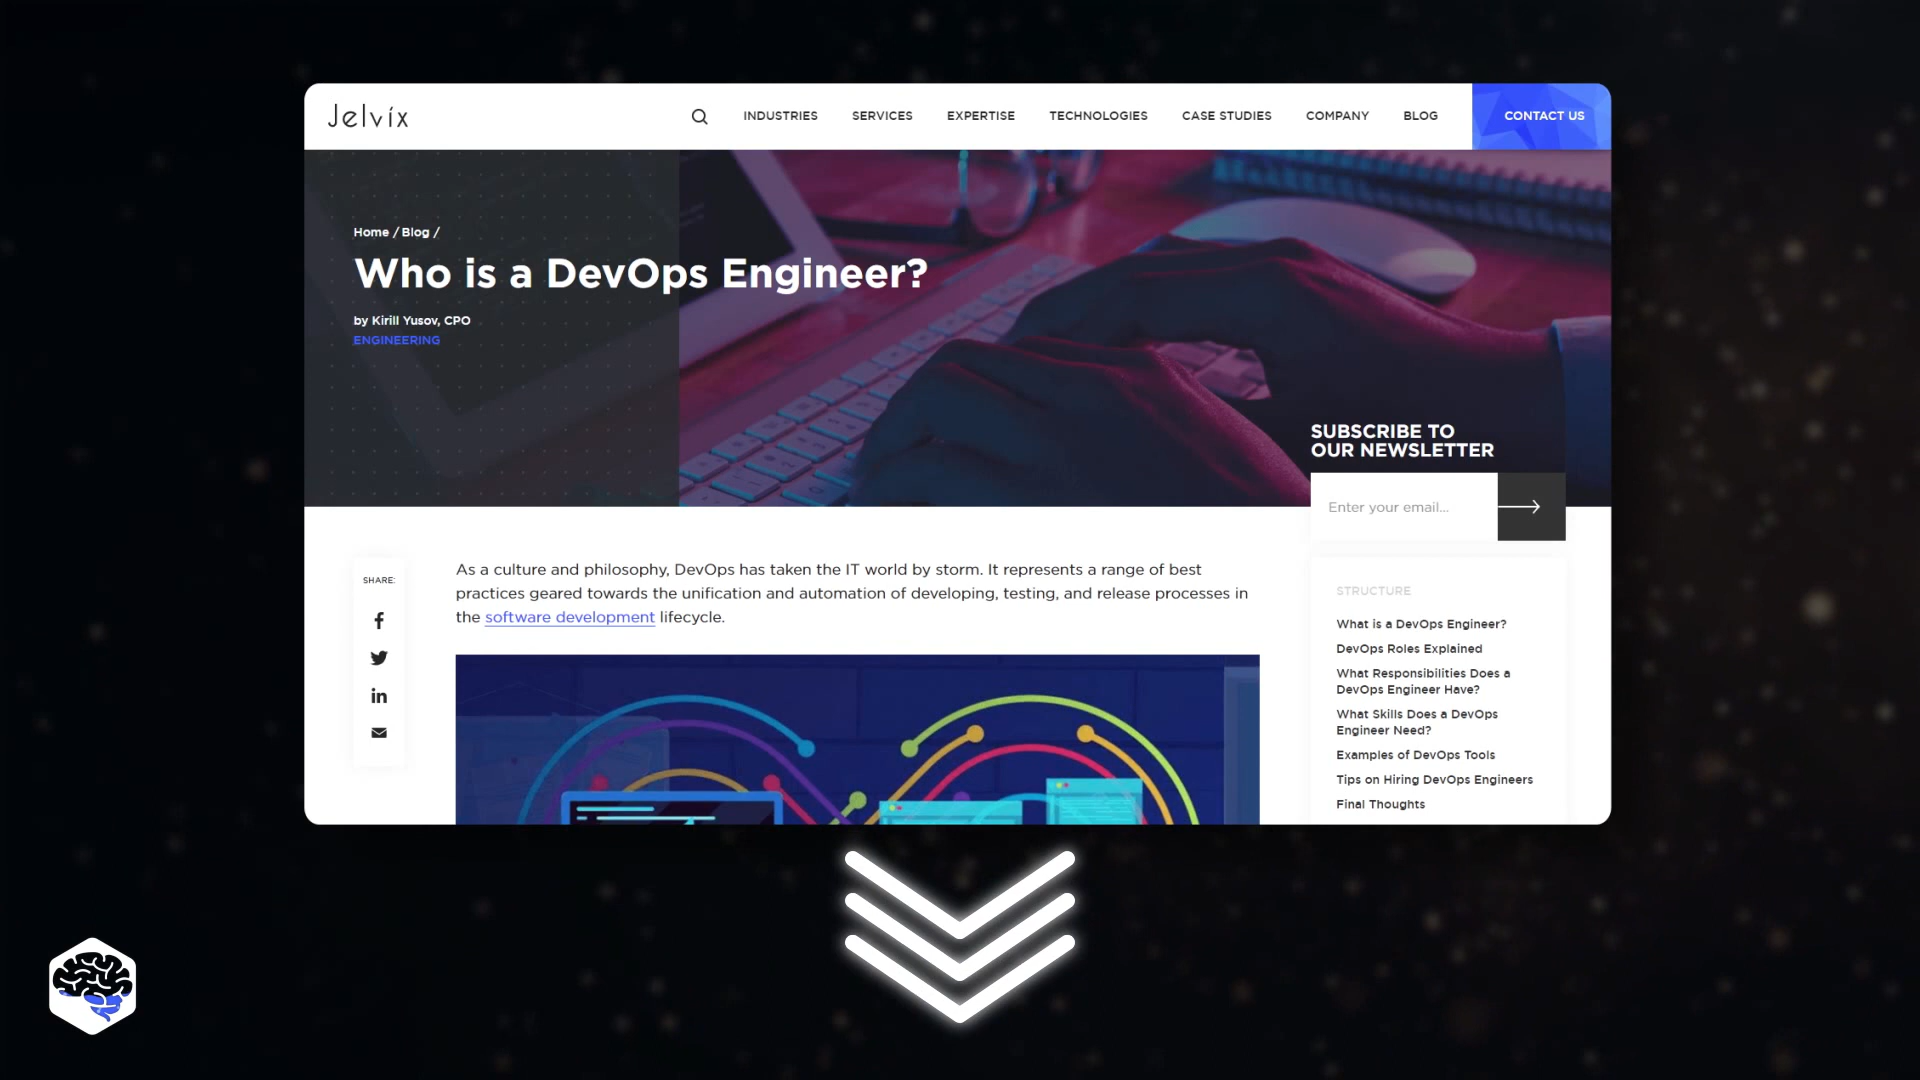 Jelvix
INDUSTRIES
SERVICES
EXPERTISE
TECHNOLOGIES
CASE STUDIES
COMPANY
BLOG
CONTACT US
Home / Blog /
Who is a DevOps Engineer?
by Kirill Yusov, CPO
ENGINEERING
SUBSCRIBE TO
OUR NEWSLETTER
Enter your email...
SHARE:
As a culture and philosophy, DevOps has taken the IT world by storm. It represents a range of best
practices geared towards the unification and automation of developing, testing, and release processes in
the software development lifecycle.
STRUCTURE
What is a DevOps Engineer?
DevOps Roles Explained
What Responsibilities Does a
DevOps Engineer Have?
What Skills Does a DevOps
Engineer Need?
Examples of DevOps Tools
Tips on Hiring DevOps Engineers
Final Thoughts